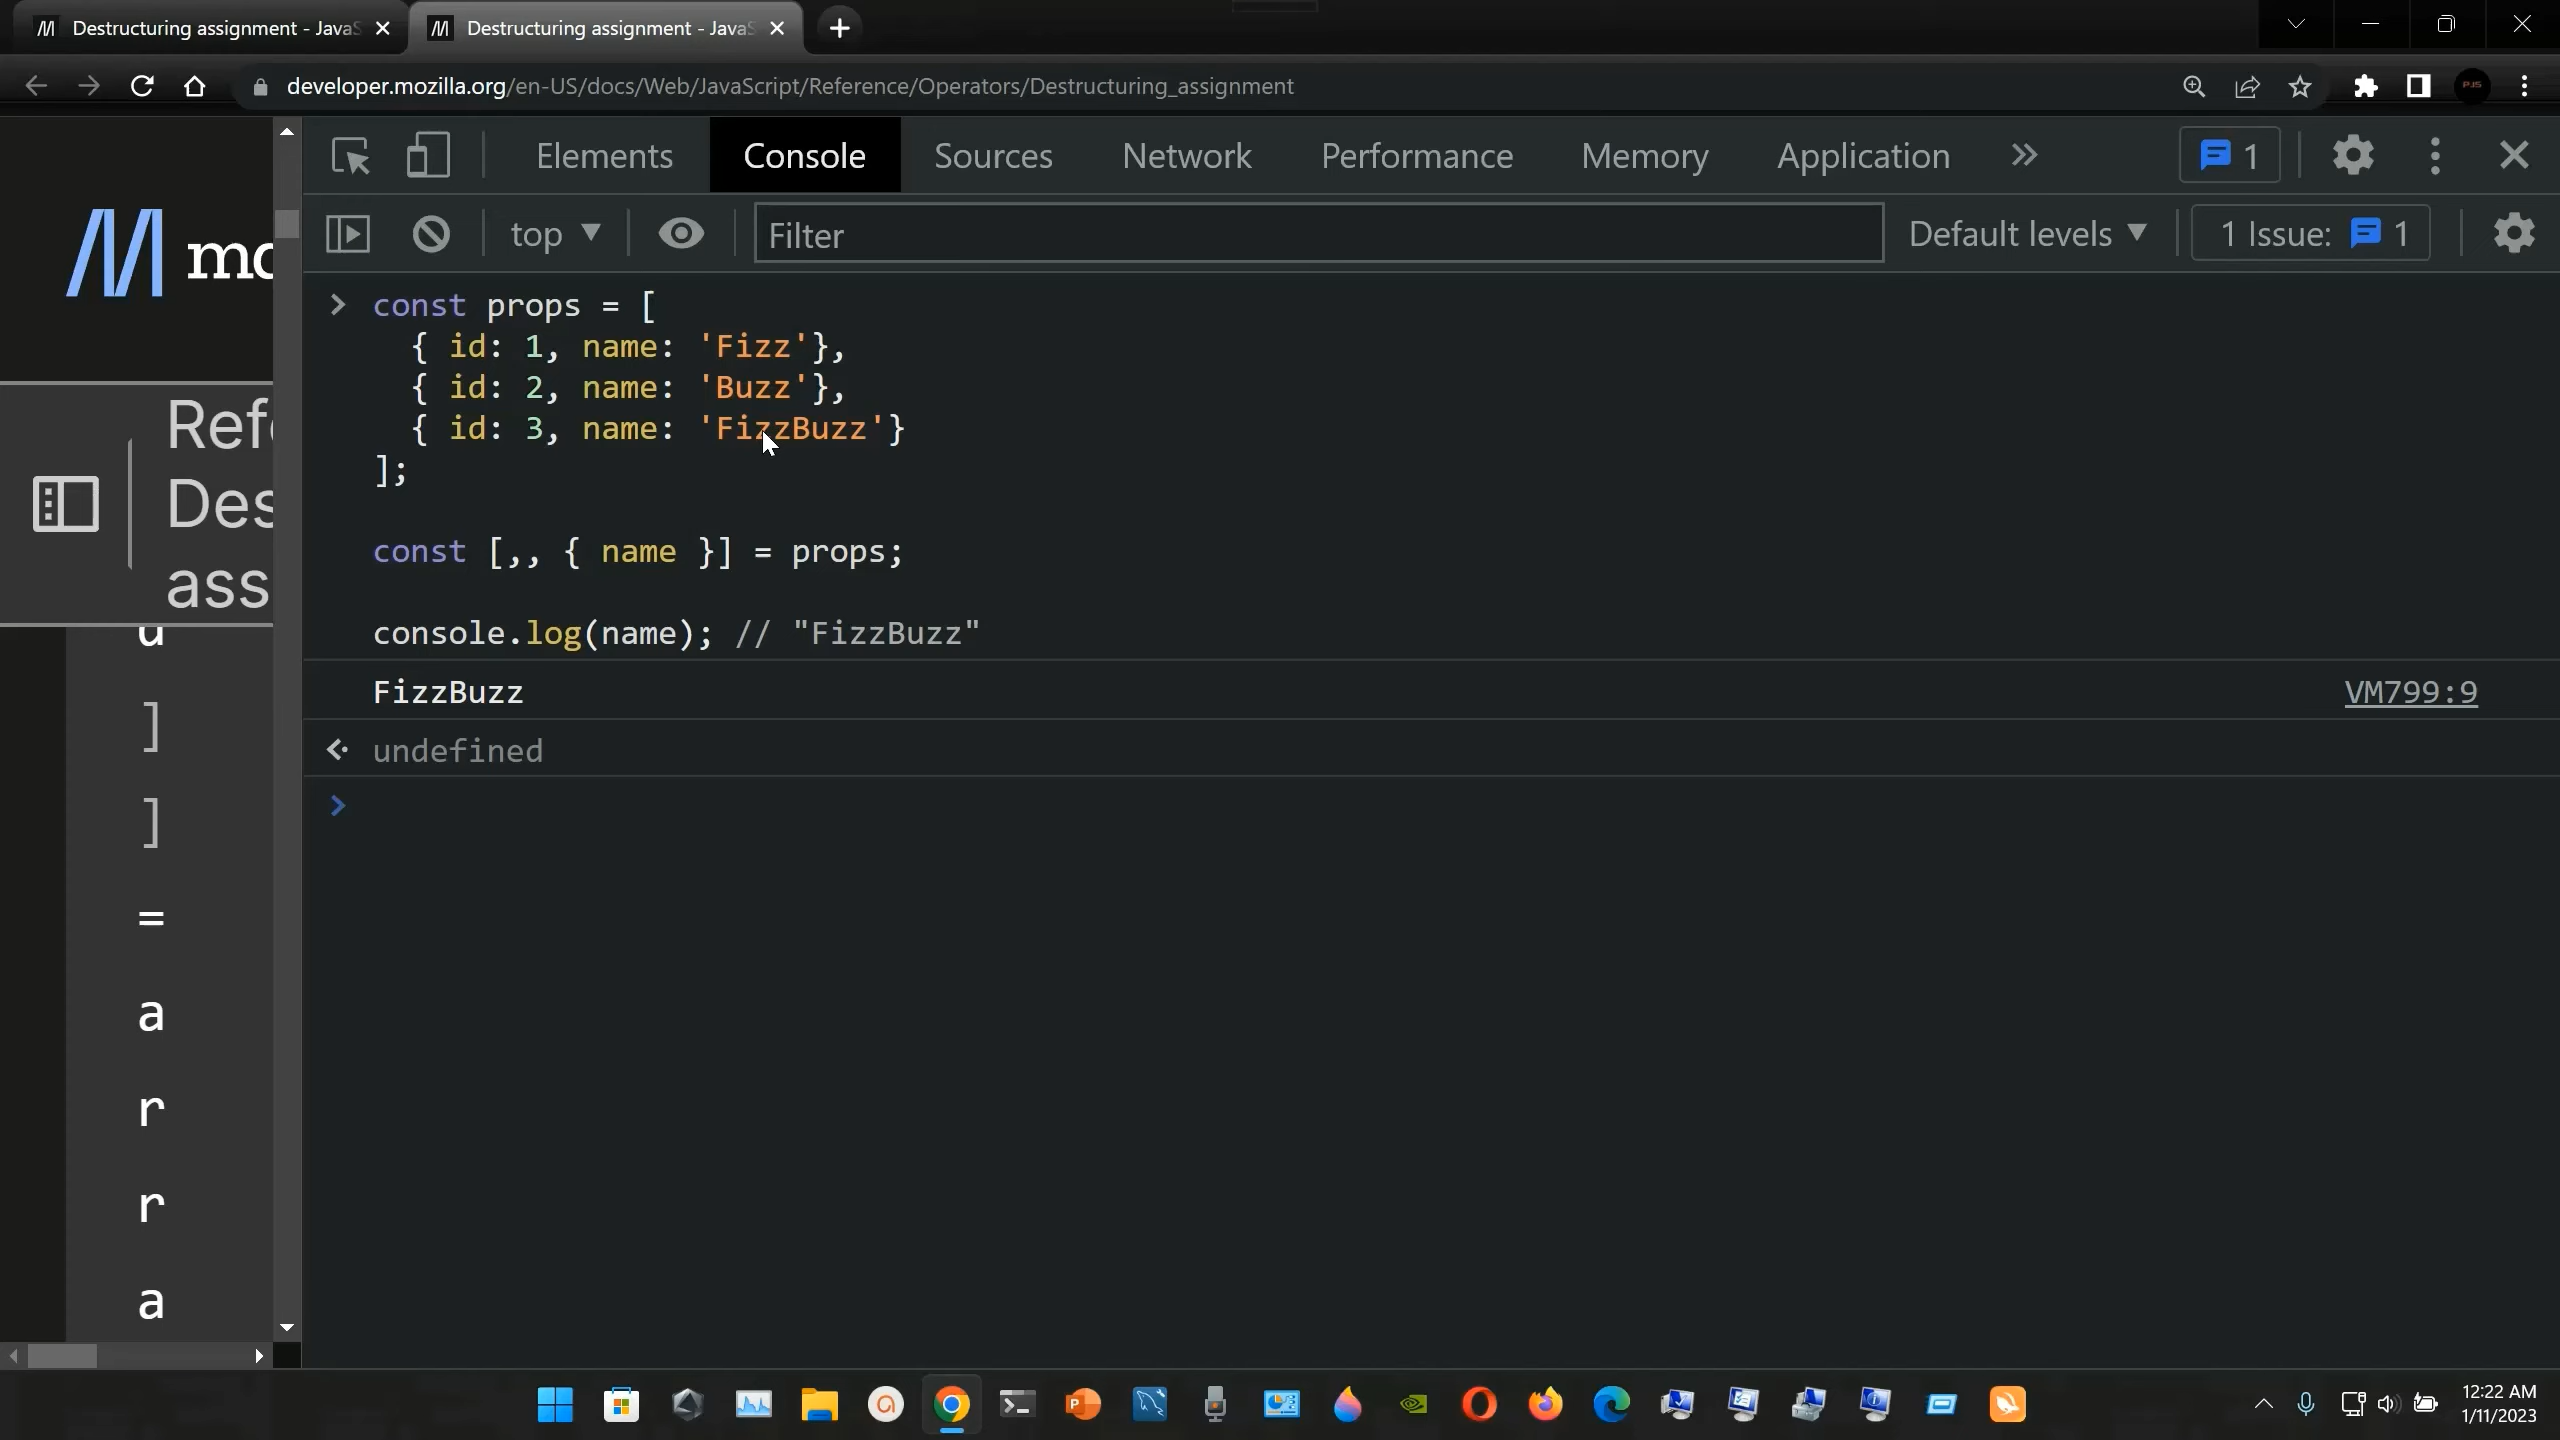 Destructuring assignment - JavaS
Destructuring assignment - JavaS
developer.mozilla.org/en-US/docs/Web/JavaScript/Reference/Operators/Destructuring_assignment
PJS
Elements
Console
Sources
Network
Performance
Memory
Application
1
top
Filter
Default levels
1 Issue: 1
mo
Refe
Des
ass
u
]
]
=
a
r
r
a
const props = [
{ id: 1, name: 'Fizz'},
{ id: 2, name: 'Buzz'},
{ id: 3, name: 'FizzBuzz'}
];
const [,, { name }] = props;
console.log(name); // "FizzBuzz"
FizzBuzz
VM799:9
undefined
12:22 AM
1/11/2023